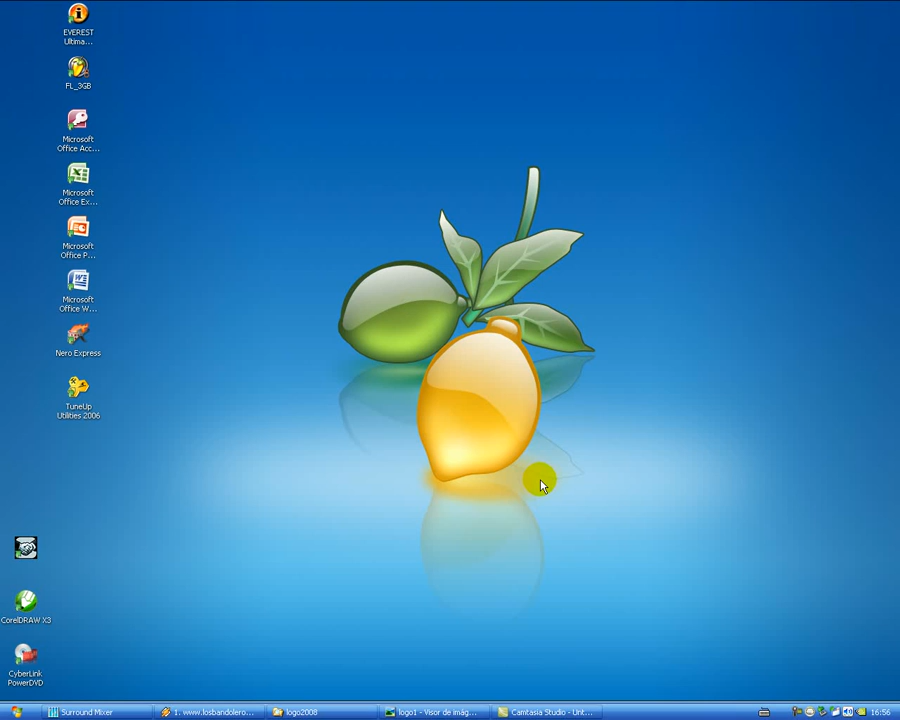 EVEREST
Ultima...
FL_3GB
Microsoft
Office Acc...
Microsoft
Office Ex...
Microsoft
Office P...
Microsoft
Office W...
Nero Express
TuneUp
Utilities 2006
CorelDRAW X3
CyberLink
PowerDVD
Surround Mixer
1. www.losbandolero...
logo2008
logo1 - Visor de imág...
Camtasia Studio - Unt...
16:56